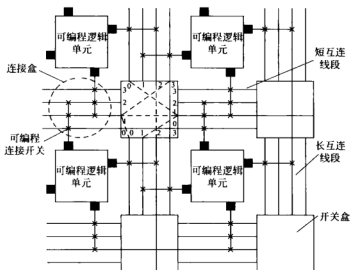 可编程逻辑
单元
可编程逻辑
单元
连接盒
短互连
线段
可编程
连接开关
可编程逻辑
单元
可编程逻辑
单元
长互连
线段
开关盒